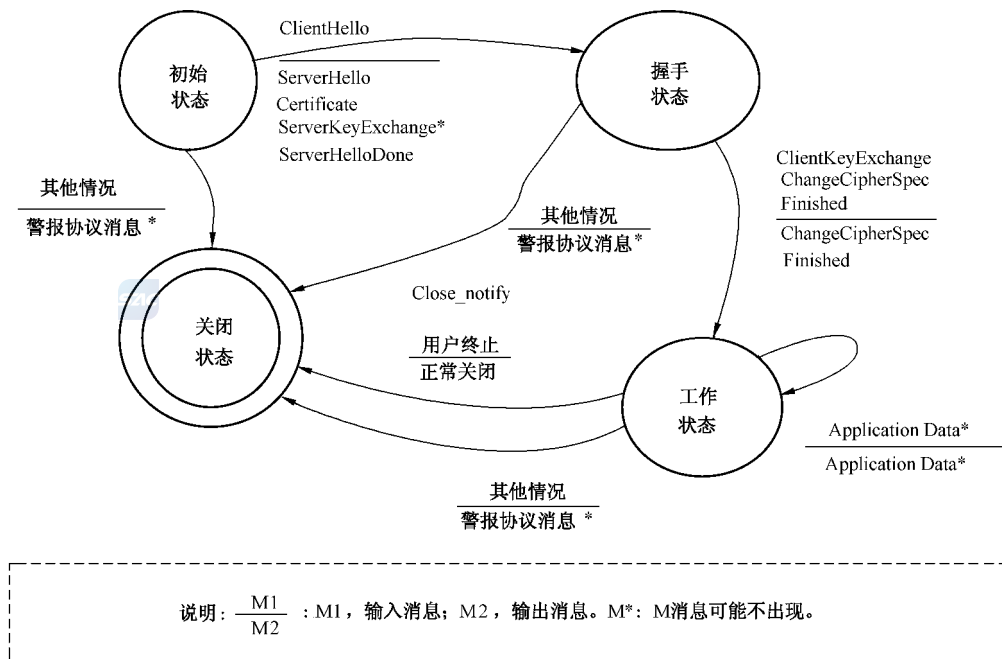 ClientHello
ServerHello
Certificate
ServerKeyExchange*
ServerHelloDone
初始
状态
握手
状态
ClientKeyExchange
ChangeCipherSpec
Finished
ChangeCipherSpec
Finished
其他情况
警报协议消息*
其他情况
警报协议消息*
Close_notify
用户终止
正常关闭
关闭
状态
工作
状态
Application Data*
Application Data*
其他情况
警报协议消息*
说明: M1
M2
: M1, 输入消息; M2, 输出消息。M*: M消息可能不出现。